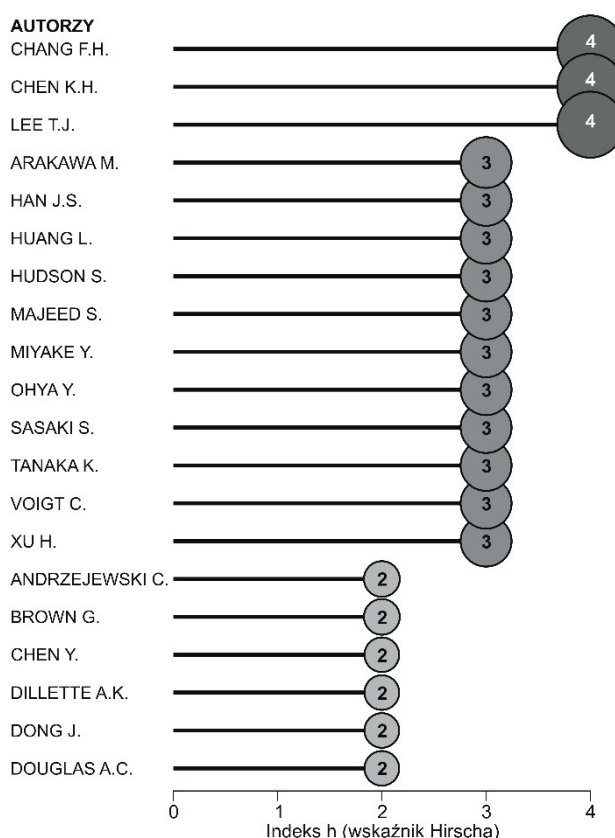 AUTORZY
CHANG F.H. 4
CHEN K.H. 4
LEE T.J. 4
ARAKAWA M. 3
HAN J.S. 3
HUANG L. 3
HUDSON S. 3
MAJEED S. 3
MIYAKE Y. 3
OHYA Y. 3
SASAKI S. 3
TANAKA K. 3
VOIGT C. 3
XU H. 3
ANDRZEJEWSKI C. 2
BROWN G. 2
CHEN Y. 2
DILLETTE A.K. 2
DONG J. 2
DOUGLAS A.C. 2
0 1 2 3 4
Indeks h (wskaźnik Hirscha)